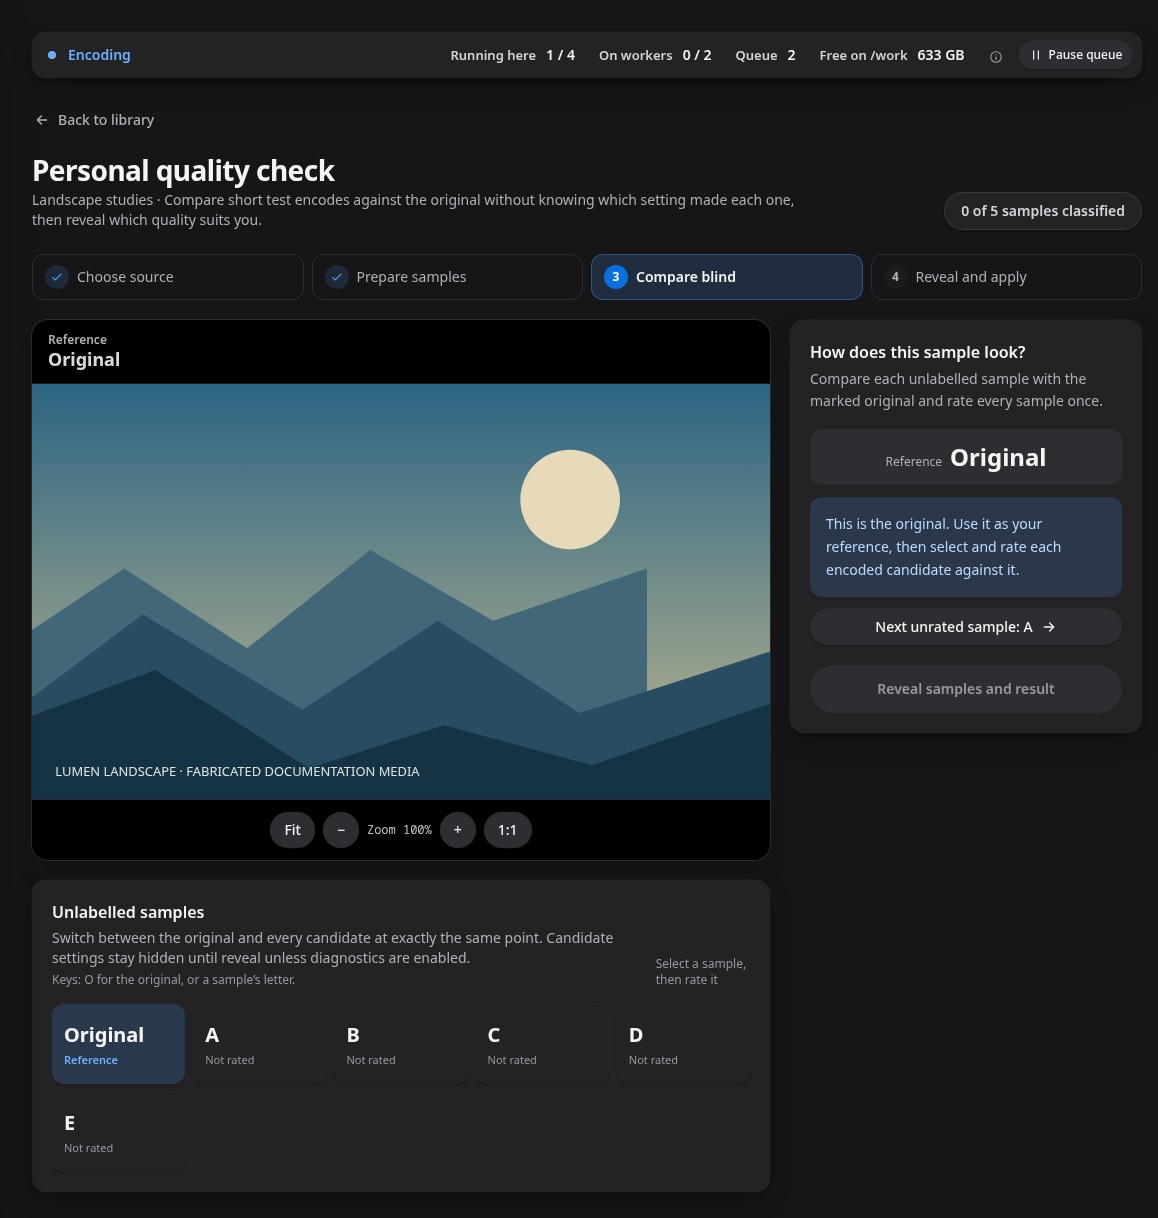 Encoding
Running here 1 / 4 On workers 0 / 2 Queue 2 Free on /work 633 GB Pause queue
Back to library
Personal quality check
Landscape studies · Compare short test encodes against the original without knowing which setting made each one,
then reveal which quality suits you.
0 of 5 samples classified
Choose source
Prepare samples
3 Compare blind
4 Reveal and apply
Reference
Original
LUMEN LANDSCAPE · FABRICATED DOCUMENTATION MEDIA
Fit − Zoom 100% + 1:1
How does this sample look?
Compare each unlabelled sample with the
marked original and rate every sample once.
Reference Original
This is the original. Use it as your
reference, then select and rate each
encoded candidate against it.
Next unrated sample: A
Reveal samples and result
Unlabelled samples
Switch between the original and every candidate at exactly the same point. Candidate
settings stay hidden until reveal unless diagnostics are enabled.
Keys: O for the original, or a sample’s letter.
Select a sample,
then rate it
Original
Reference
A
Not rated
B
Not rated
C
Not rated
D
Not rated
E
Not rated